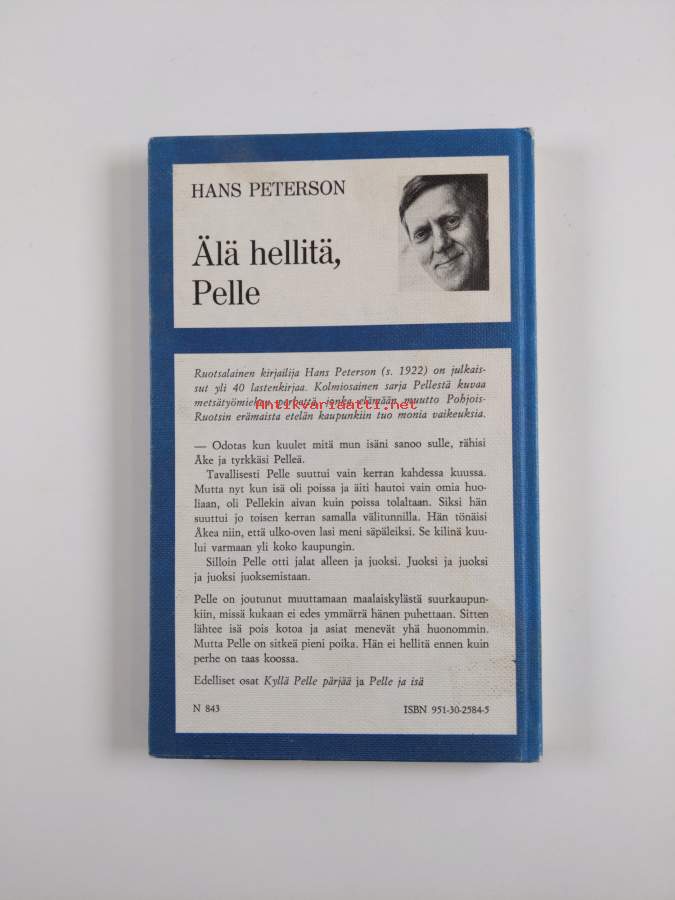 HANS PETERSON
Älä hellitä,
Pelle
Ruotsalainen kirjailija Hans Peterson (s. 1922) on julkais-
sut yli 40 lastenkirjaa. Kolmiosainen sarja Pellestä kuvaa
metsätyömiehen perhettä, jonka elämään muutto Pohjois-
Antikvariaatti.net
Ruotsin erämaista etelän kaupunkiin tuo monia vaikeuksia.
— Odotas kun kuulet mitä mun isäni sanoo sulle, rähisi
Åke ja tyrkkäsi Pelleä.
Tavallisesti Pelle suuttui vain kerran kahdessa kuussa.
Mutta nyt kun isä oli poissa ja äiti hautoi vain omia huo-
liaan, oli Pellekin aivan kuin poissa tolaltaan. Siksi hän
suuttui jo toisen kerran samalla välitunnilla. Hän tönäisi
Åkea niin, että ulko-oven lasi meni säpäleiksi. Se kilinä kuu-
lui varmaan yli koko kaupungin.
Silloin Pelle otti jalat alleen ja juoksi. Juoksi ja juoksi
ja juoksi juoksemistaan.
Pelle on joutunut muuttamaan maalaiskylästä suurkaupun-
kiin, missä kukaan ei edes ymmärrä hänen puhettaan. Sitten
lähtee isä pois kotoa ja asiat menevät yhä huonommin.
Mutta Pelle on sitkeä pieni poika. Hän ei hellitä ennen kuin
perhe on taas koossa.
Edelliset osat Kyllä Pelle pärjää ja Pelle ja isä
N 843
ISBN 951-30-2584-5